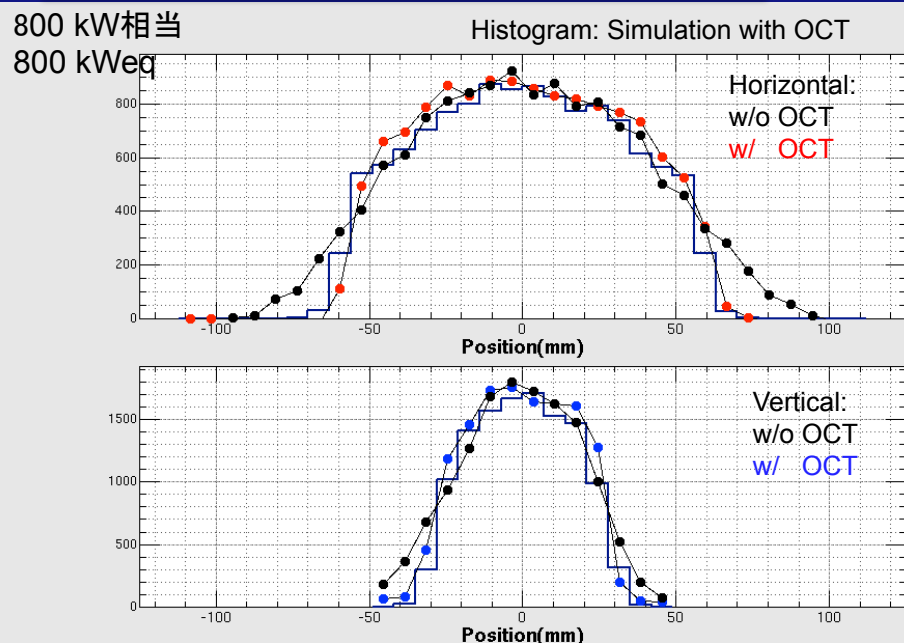 800 kW相当
800 kWeq
Histogram: Simulation with OCT
Horizontal:
w/o OCT
w/ OCT
800
600
400
200
0
-100
-50
0
50
100
Position(mm)
Vertical:
w/o OCT
w/ OCT
1500
1000
500
0
-100
-50
0
50
100
Position(mm)